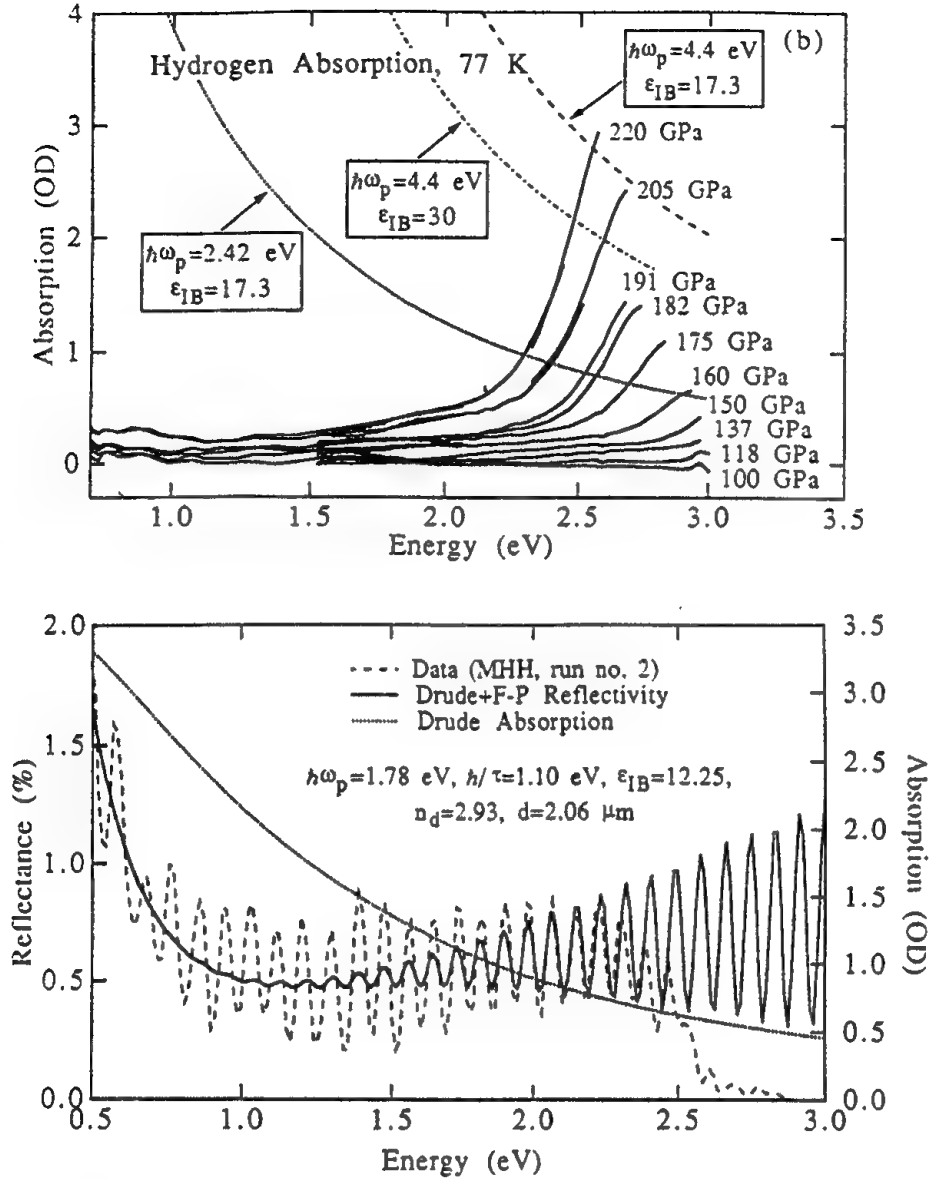 (b)
Hydrogen Absorption, 77 K
ħωp=4.4 eV
εIB=17.3
ħωp=4.4 eV
εIB=30
ħωp=2.42 eV
εIB=17.3
220 GPa
205 GPa
191 GPa
182 GPa
175 GPa
160 GPa
150 GPa
137 GPa
118 GPa
100 GPa
Absorption (OD)
4
3
2
1
0
1.0 1.5 2.0 2.5 3.0 3.5
Energy (eV)
Data (MHH, run no. 2)
Drude+F-P Reflectivity
Drude Absorption
ħωp=1.78 eV, ħ/τ=1.10 eV, εIB=12.25,
nd=2.93, d=2.06 μm
Reflectance (%)
2.0
1.5
1.0
0.5
0.0
Absorption (OD)
3.5
3.0
2.5
2.0
1.5
1.0
0.5
0.0
0.5 1.0 1.5 2.0 2.5 3.0
Energy (eV)